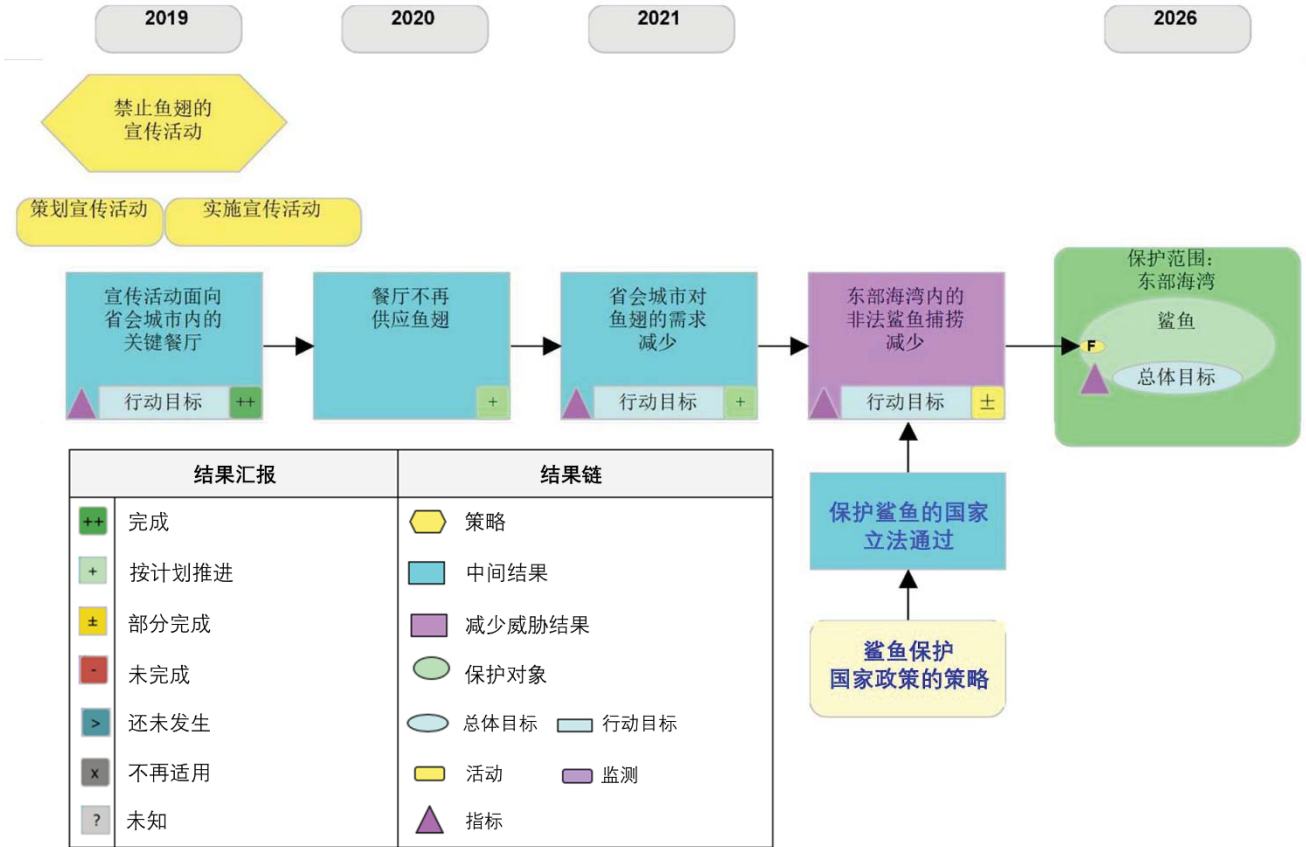 2019
2020
2021
2026
禁止鱼翅的
宣传活动
策划宣传活动
实施宣传活动
宣传活动面向
省会城市内的
关键餐厅
行动目标
++
餐厅不再
供应鱼翅
+
省会城市对
鱼翅的需求
减少
行动目标
+
东部海湾内的
非法鲨鱼捕捞
减少
行动目标
±
保护范围：
东部海湾
鲨鱼
F
总体目标
保护鲨鱼的国家
立法通过
鲨鱼保护
国家政策的策略
结果汇报
结果链
++ 完成
策略
+ 按计划推进
中间结果
± 部分完成
减少威胁结果
- 未完成
保护对象
> 还未发生
总体目标
行动目标
x 不再适用
活动
监测
? 未知
指标